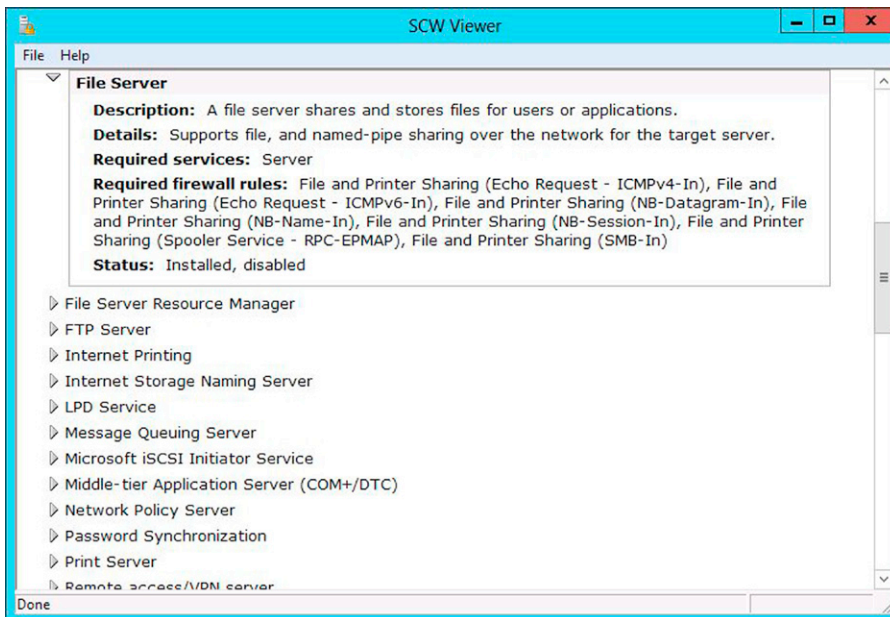 SCW Viewer
File Help
File Server
Description: A file server shares and stores files for users or applications.
Details: Supports file, and named-pipe sharing over the network for the target server.
Required services: Server
Required firewall rules: File and Printer Sharing (Echo Request - ICMPv4-In), File and
Printer Sharing (Echo Request - ICMPv6-In), File and Printer Sharing (NB-Datagram-In), File
and Printer Sharing (NB-Name-In), File and Printer Sharing (NB-Session-In), File and Printer
Sharing (Spooler Service - RPC-EPMAP), File and Printer Sharing (SMB-In)
Status: Installed, disabled
File Server Resource Manager
FTP Server
Internet Printing
Internet Storage Naming Server
LPD Service
Message Queuing Server
Microsoft iSCSI Initiator Service
Middle-tier Application Server (COM+/DTC)
Network Policy Server
Password Synchronization
Print Server
Remote access/VPN server
Done